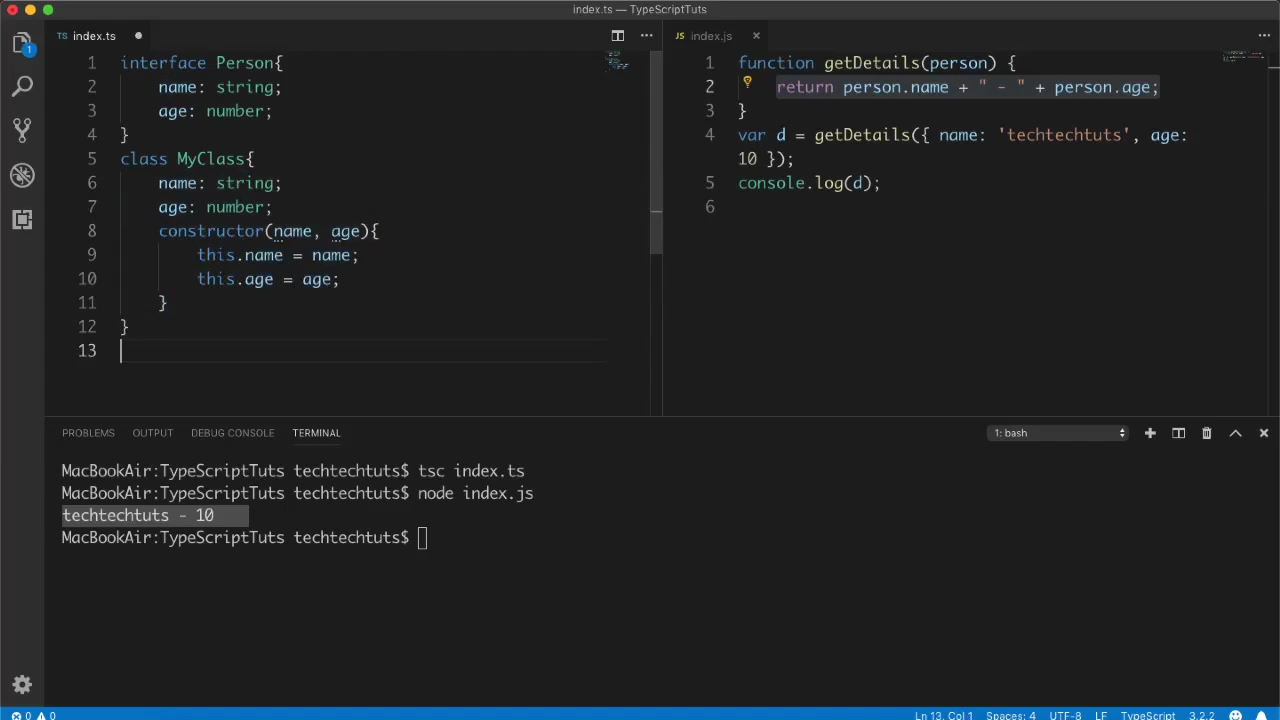 index.ts — TypeScriptTuts
1
TS index.ts
JS index.js
1 interface Person{
2 name: string;
3 age: number;
4 }
5 class MyClass{
6 name: string;
7 age: number;
8 constructor(name, age){
9 this.name = name;
10 this.age = age;
11 }
12 }
13
1 function getDetails(person) {
2 return person.name + " - " + person.age;
3 }
4 var d = getDetails({ name: 'techtechtuts', age:
10 });
5 console.log(d);
6
PROBLEMS OUTPUT DEBUG CONSOLE TERMINAL 1: bash
MacBookAir:TypeScriptTuts techtechtuts$ tsc index.ts
MacBookAir:TypeScriptTuts techtechtuts$ node index.js
techtechtuts - 10
MacBookAir:TypeScriptTuts techtechtuts$
0 0 Ln 13, Col 1 Spaces: 4 UTF-8 LF TypeScript 3.2.2